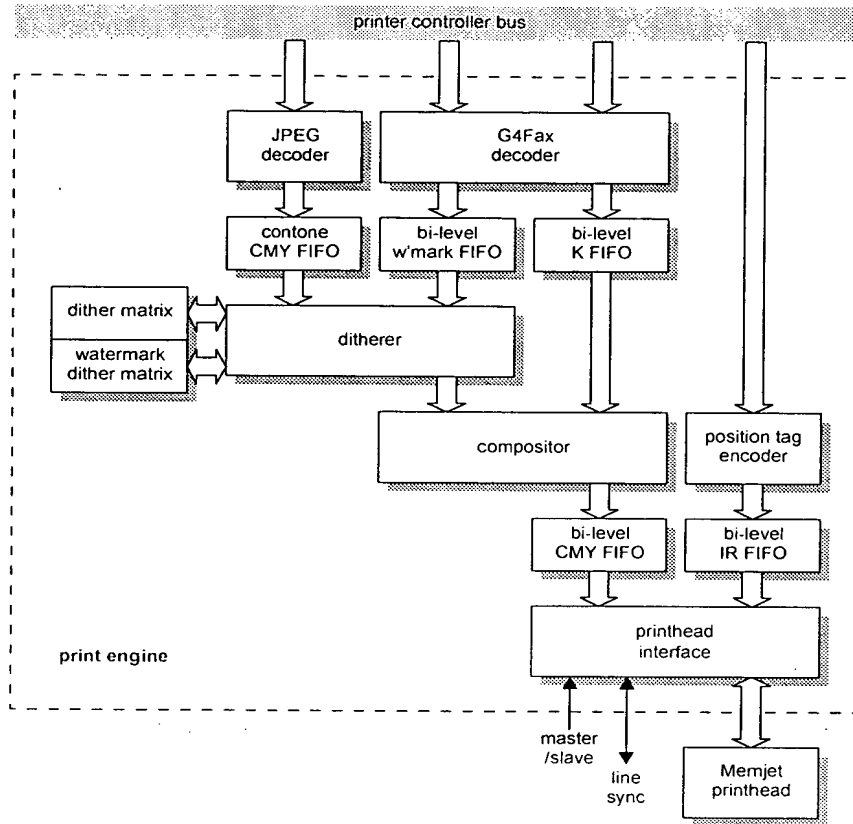 printer controller bus
JPEG
decoder
G4Fax
decoder
contone
CMY FIFO
bi-level
w'mark FIFO
bi-level
K FIFO
dither matrix
watermark
dither matrix
ditherer
compositor
position tag
encoder
bi-level
CMY FIFO
bi-level
IR FIFO
printhead
interface
print engine
master
/slave
line
sync
Memjet
printhead